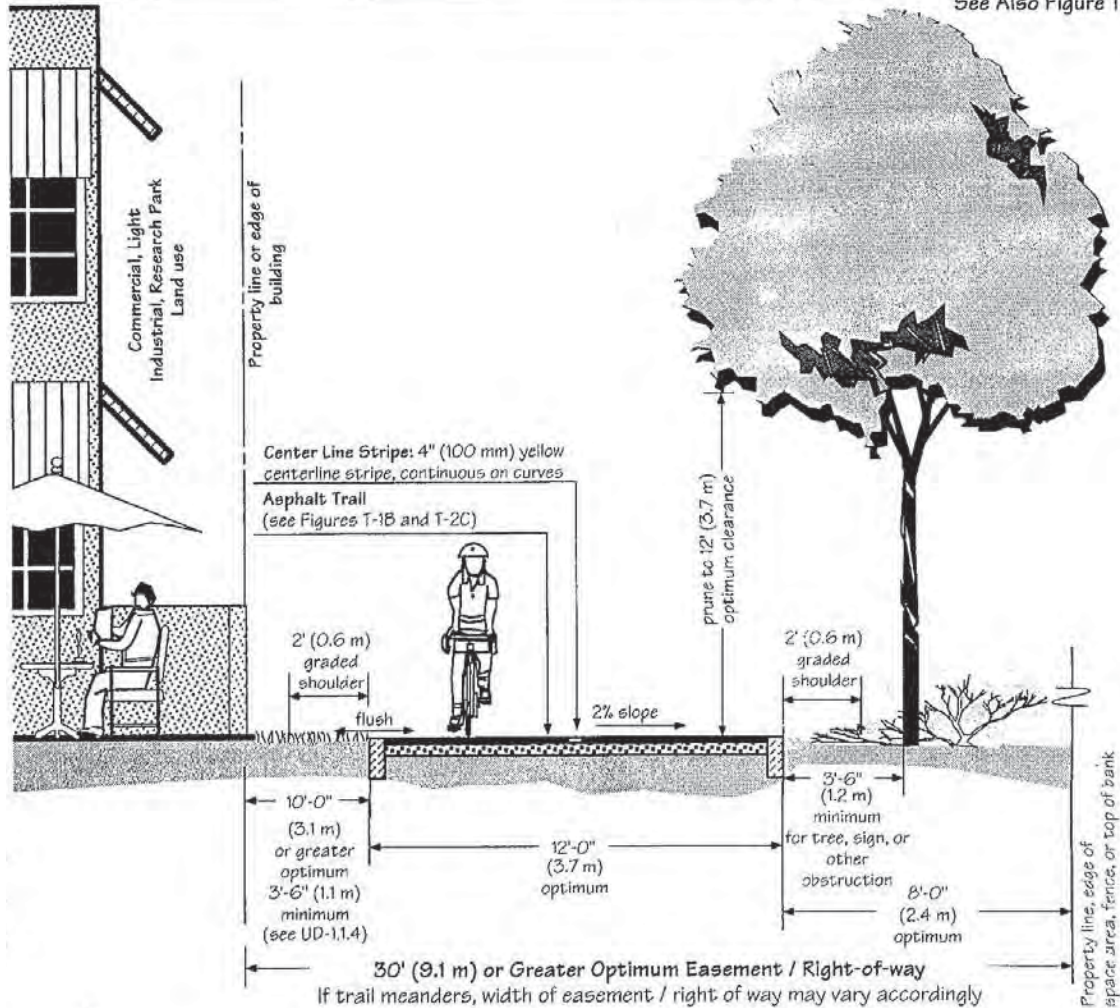 See Also Figure T
Commercial, Light
Industrial, Research Park
Land use
Property line or edge of
building
Center Line Stripe: 4" (100 mm) yellow
centerline stripe, continuous on curves
Asphalt Trail
(see Figures T-1B and T-2C)
prune to 12' (3.7 m)
optimum clearance
2' (0.6 m)
graded
shoulder
flush
2% slope
2' (0.6 m)
graded
shoulder
10'-0"
(3.1 m)
or greater
optimum
3'-6" (1.1 m)
minimum
(see UD-1.1.4)
12'-0"
(3.7 m)
optimum
3'-6"
(1.2 m)
minimum
for tree, sign, or
other
obstruction
8'-0"
(2.4 m)
optimum
Property line, edge of
area, fence, or top of bank
30' (9.1 m) or Greater Optimum Easement / Right-of-way
If trail meanders, width of easement / right of way may vary accordingly